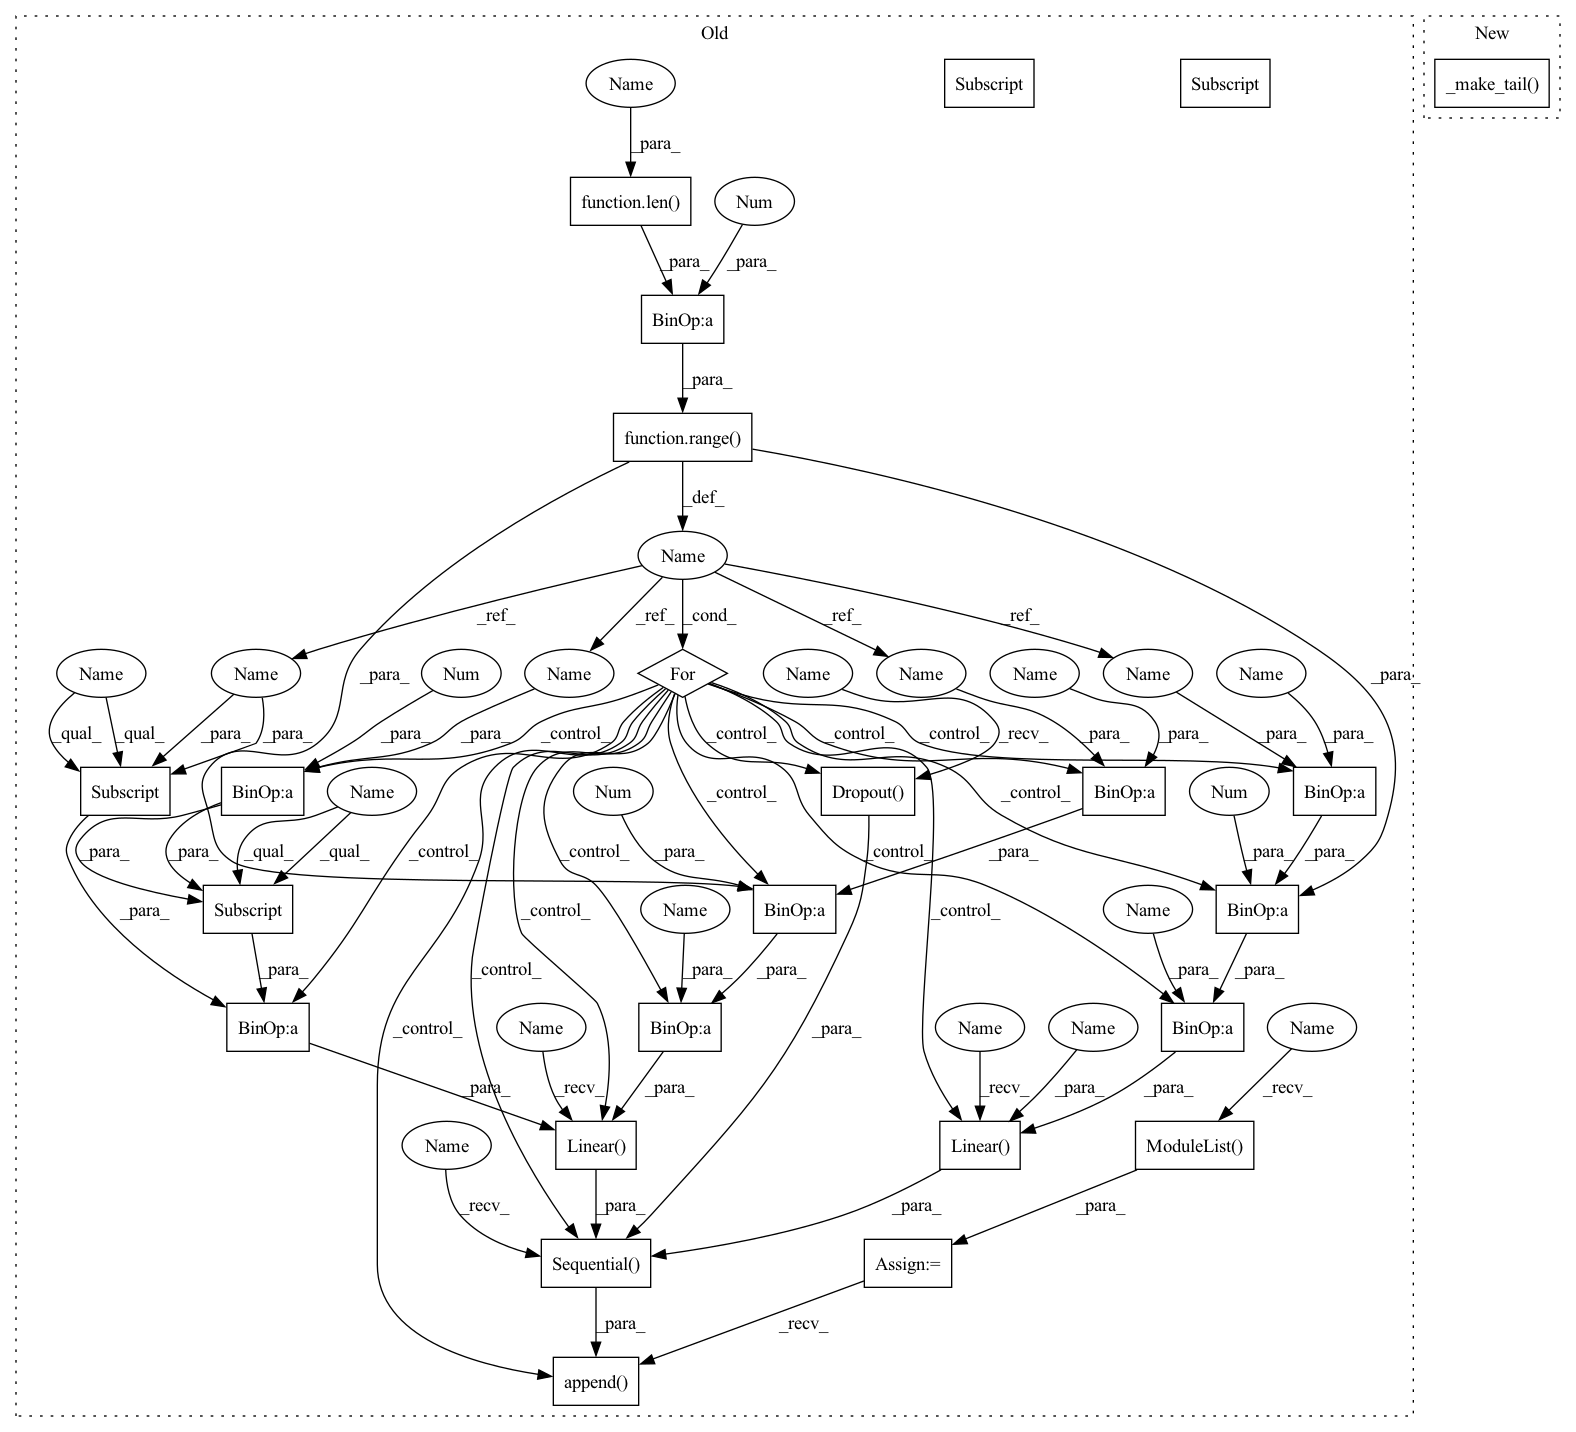 Old
New
Name
Subscript
Subscript
_make_tail()
_para_
function.len()
Num
_para_
_para_
BinOp:a
_para_
function.range()
_def_
Name
_ref_
_ref_
_cond_
_ref_
_ref_
Name
Name
_para_
Num
Name
For
Name
Name
Name
Name
Name
_para_
_qual_
_qual_
_para_
_para_
_para_
_para_
_control_
_control_
_recv_
_control_
_control_
_para_
_para_
_para_
_para_
Subscript
BinOp:a
Name
Num
_control_
Dropout()
BinOp:a
_control_
Num
BinOp:a
_para_
_para_
_qual_
_qual_
_control_
_control_
_para_
_control_
_para_
_para_
_para_
Subscript
_control_
Name
BinOp:a
_control_
Name
BinOp:a
_para_
_para_
_control_
_para_
_para_
_para_
_para_
BinOp:a
_control_
Name
BinOp:a
_para_
Name
Name
BinOp:a
Name
_para_
_recv_
_para_
_recv_
_para_
_para_
_recv_
Name
Linear()
Linear()
ModuleList()
_recv_
_para_
_para_
_para_
Sequential()
Assign:=
_para_
_recv_
append()